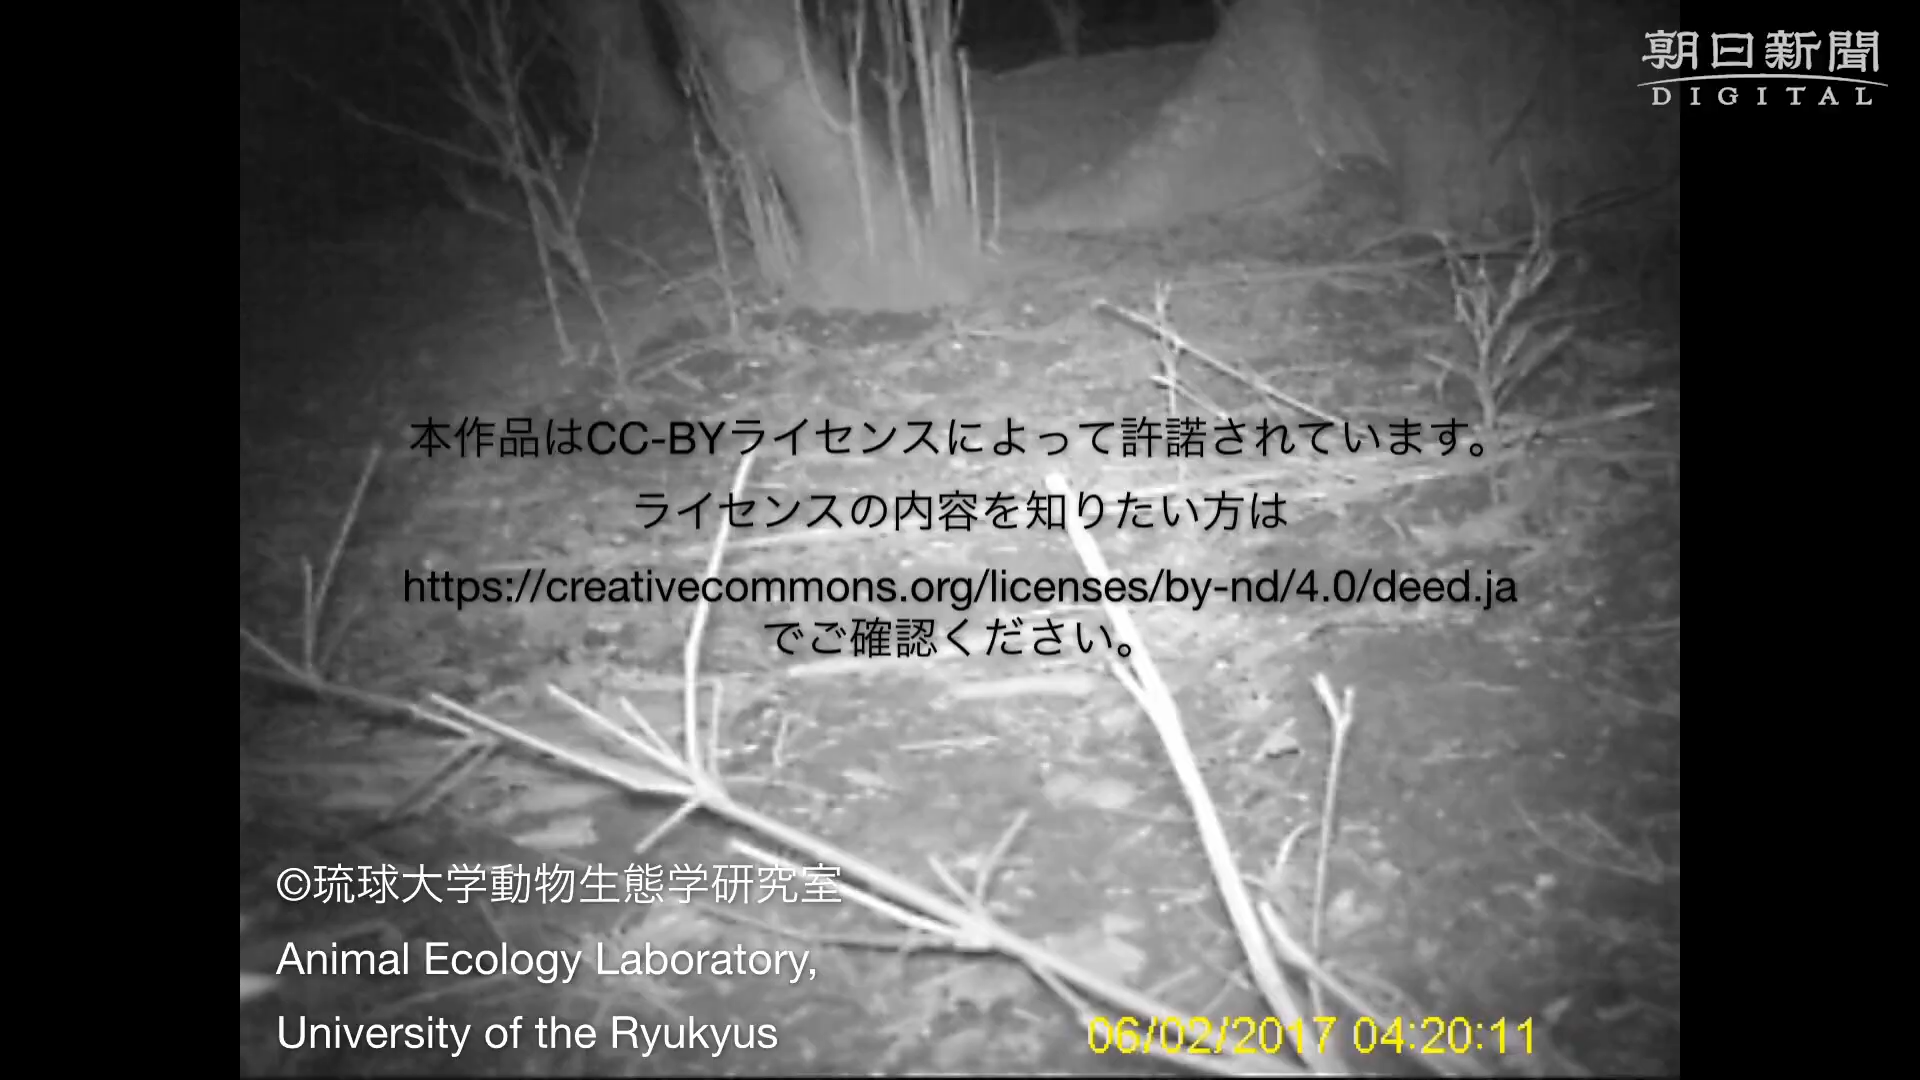 朝日新聞
DIGITAL
本作品はCC-BYライセンスによって許諾されています。
ライセンスの内容を知りたい方は
https://creativecommons.org/licenses/by-nd/4.0/deed.ja
でご確認ください。
©琉球大学動物生態学研究室
Animal Ecology Laboratory,
University of the Ryukyus
06/02/2017 04:20:11